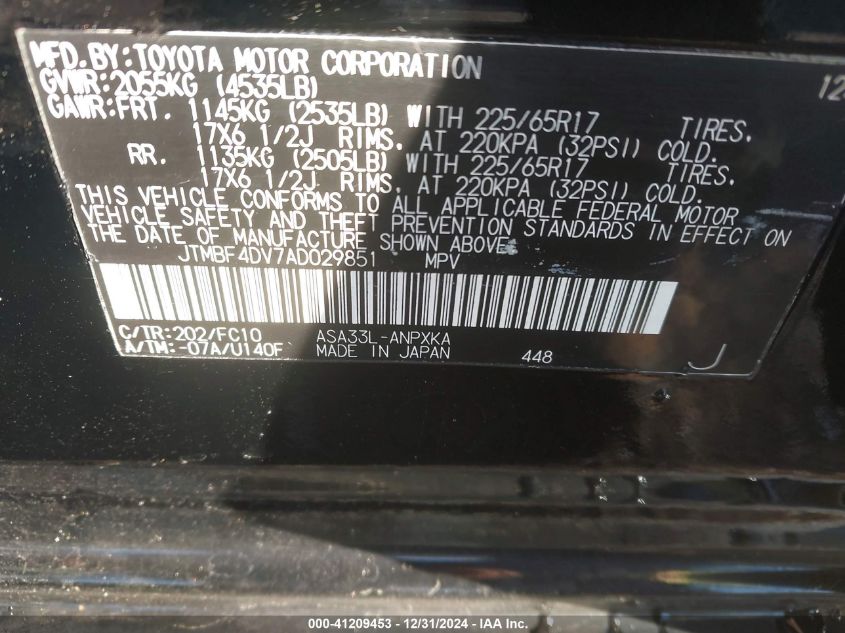 MFD. BY: TOYOTA MOTOR CORPORATION 12
GVWR: 2055KG (4535LB)
GAWR: FRT. 1145KG (2535LB) WITH 225/65R17 TIRES.
17X6 1/2J RIMS. AT 220KPA (32PSI) COLD.
RR. 1135KG (2505LB) WITH 225/65R17 TIRES.
17X6 1/2J RIMS. AT 220KPA (32PSI) COLD.
THIS VEHICLE CONFORMS TO ALL APPLICABLE FEDERAL MOTOR
VEHICLE SAFETY AND THEFT PREVENTION STANDARDS IN EFFECT ON
THE DATE OF MANUFACTURE SHOWN ABOVE.
JTMBF4DV7AD029851 MPV
C/TR: 202/FC10 ASA33L-ANPXKA
A/TM: -07A/U140F MADE IN JAPAN 448 J
000-41209453 - 12/31/2024 - IAA Inc.